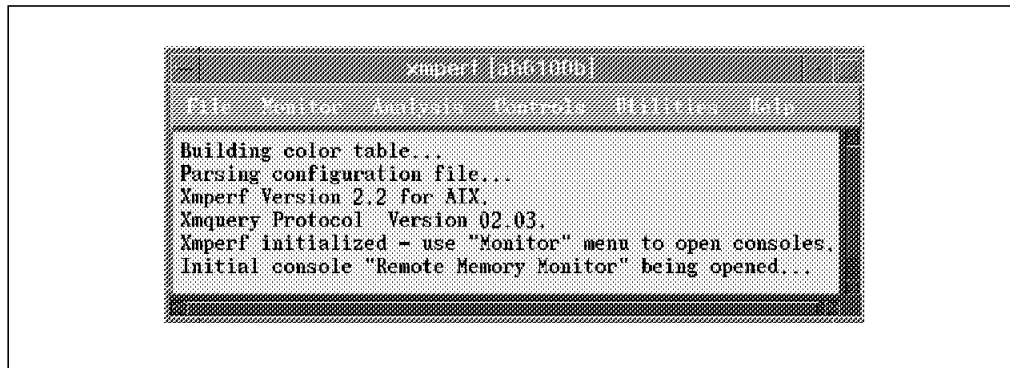 xmperf [ah6100b]
File Monitor Analysis Controls Utilities Help
Building color table...
Parsing configuration file...
Xmperf Version 2.2 for AIX.
Xmquery Protocol  Version 02.03.
Xmperf initialized - use "Monitor" menu to open consoles.
Initial console "Remote Memory Monitor" being opened...